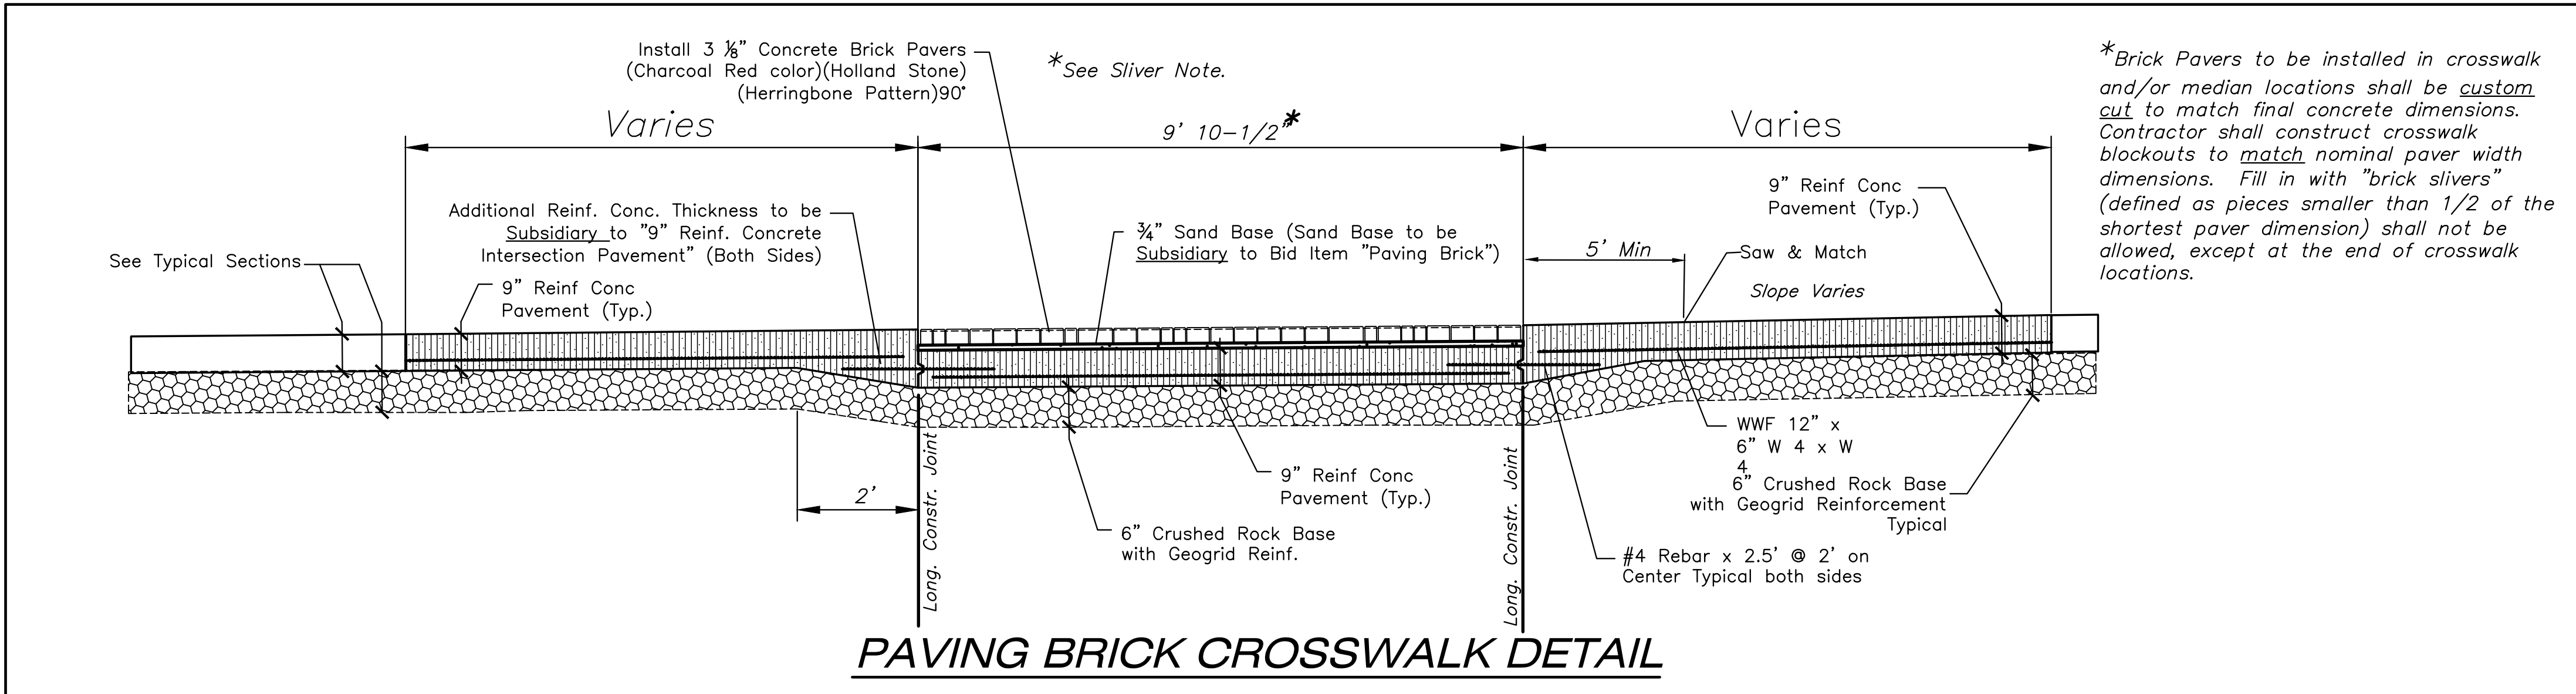 Install 3 ⅛" Concrete Brick Pavers
(Charcoal Red color)(Holland Stone)
(Herringbone Pattern)90°
*See Sliver Note.
*Brick Pavers to be installed in crosswalk
and/or median locations shall be custom
cut to match final concrete dimensions.
Contractor shall construct crosswalk
blockouts to match nominal paver width
dimensions. Fill in with "brick slivers"
(defined as pieces smaller than 1/2 of the
shortest paver dimension) shall not be
allowed, except at the end of crosswalk
locations.
Varies
9' 10-1/2"*
Varies
Additional Reinf. Conc. Thickness to be
Subsidiary to "9" Reinf. Concrete
Intersection Pavement" (Both Sides)
¾" Sand Base (Sand Base to be
Subsidiary to Bid Item "Paving Brick")
9" Reinf Conc
Pavement (Typ.)
5' Min
Saw & Match
Slope Varies
See Typical Sections
9" Reinf Conc
Pavement (Typ.)
2'
Long. Constr. Joint
6" Crushed Rock Base
with Geogrid Reinf.
9" Reinf Conc
Pavement (Typ.)
Long. Constr. Joint
WWF 12" x
6" W 4 x W
4
6" Crushed Rock Base
with Geogrid Reinforcement
Typical
#4 Rebar x 2.5' @ 2' on
Center Typical both sides
PAVING BRICK CROSSWALK DETAIL